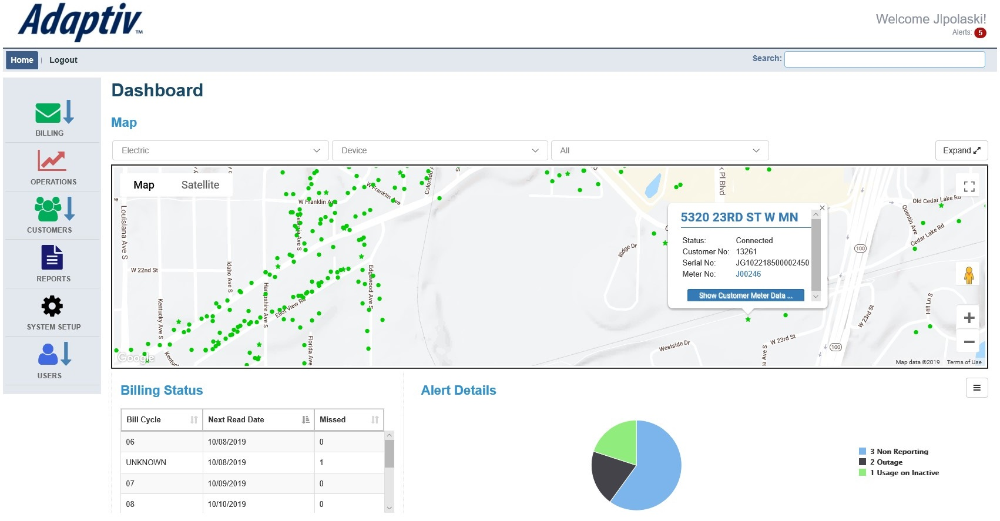 Adaptiv™
Welcome Jlpolaski!
Alerts: 5
Home | Logout
Search:
BILLING
OPERATIONS
CUSTOMERS
REPORTS
SYSTEM SETUP
USERS
Dashboard
Map
Electric
Device
All
Expand
Map
Satellite
Louisiana Ave S
W Franklin Ave
W Franklin Ave
Georgia Ave S
Colorado
W 22nd St
Idaho Ave S
Hampshire Ave S
Edgewood Ave S
Eliot View Rd
Kentucky Ave S
Florida Ave
Google
Ridge Dr
k Pl Blvd
5320 23RD ST W MN
Status: Connected
Customer No: 13261
Serial No: JG102218500002450
Meter No: J00246
Show Customer Meter Data ...
Westside Dr
W 23rd St
W 23rd St
Ave S
100
100
Old Cedar Lake Rd
Quentin Ave
Cedar Lake Rd
Hill Ln S
Map data ©2019
Terms of Use
Billing Status
Bill Cycle Next Read Date Missed
06 10/08/2019 0
UNKNOWN 10/08/2019 1
07 10/09/2019 0
08 10/10/2019 0
Alert Details
3 Non Reporting
2 Outage
1 Usage on Inactive